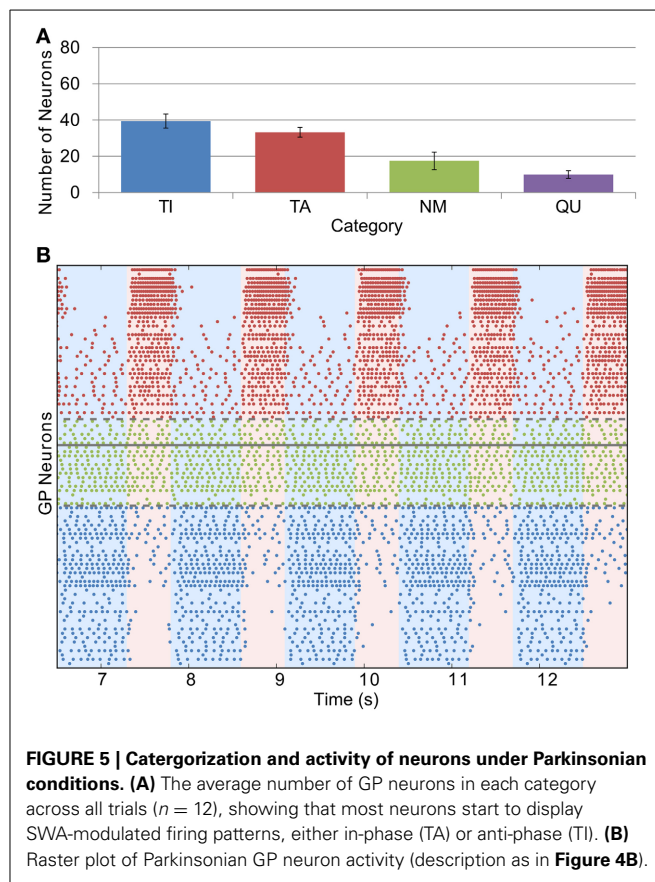 A
80
60
40
20
0
Number of Neurons
TI TA NM QU
Category
B
GP Neurons
7 8 9 10 11 12
Time (s)
FIGURE 5 | Catergorization and activity of neurons under Parkinsonian
conditions. (A) The average number of GP neurons in each category
across all trials (n = 12), showing that most neurons start to display
SWA-modulated firing patterns, either in-phase (TA) or anti-phase (TI). (B)
Raster plot of Parkinsonian GP neuron activity (description as in Figure 4B).